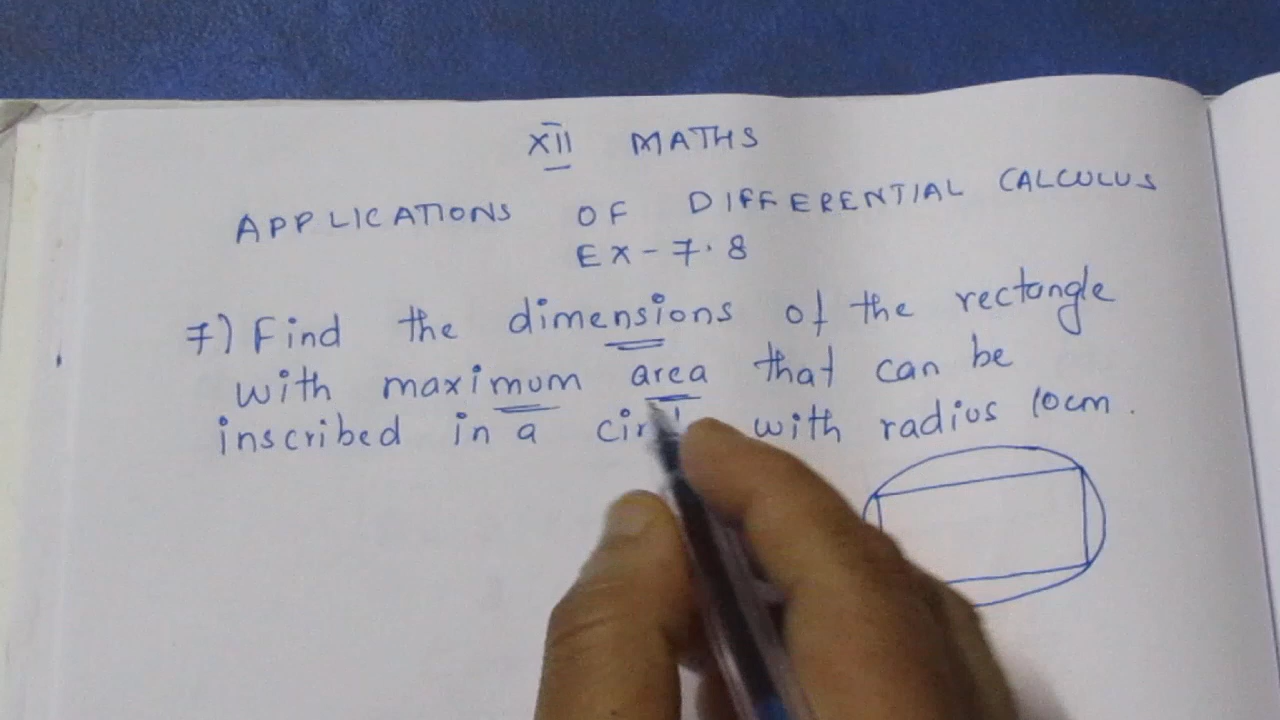 XII MATHS
APPLICATIONS OF DIFFERENTIAL CALCULUS
EX-7.8
7) Find the dimensions of the rectangle
with maximum area that can be
inscribed in a with radius 10cm.